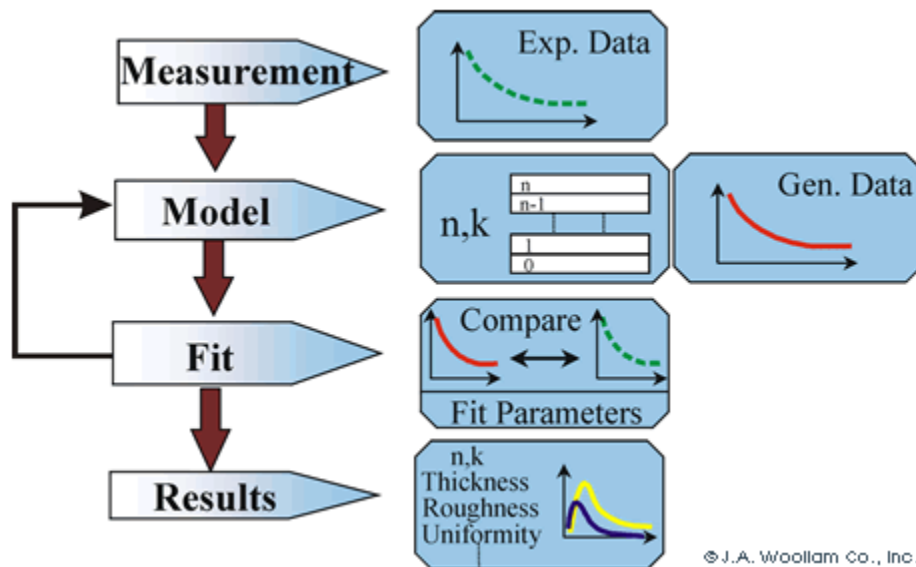 Measurement
Exp. Data
Model
n,k
n
n-1
1
0
Gen. Data
Fit
Compare
Fit Parameters
Results
n,k
Thickness
Roughness
Uniformity
© J.A. Woollam Co., Inc